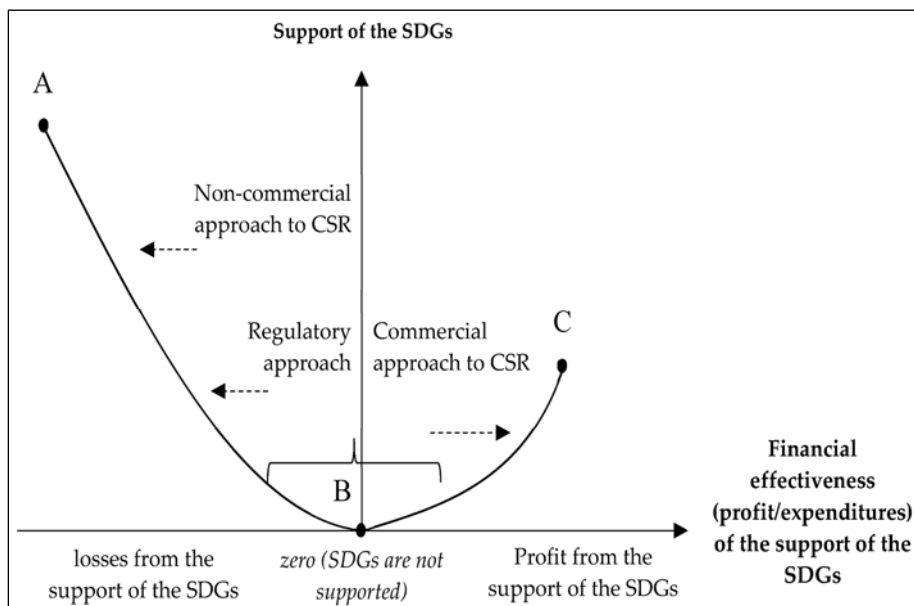 Support of the SDGs
A
Non-commercial
approach to CSR
Regulatory
approach
Commercial
approach to CSR
C
B
Financial
effectiveness
(profit/expenditures)
of the support of the
SDGs
losses from the
support of the SDGs
zero (SDGs are not
supported)
Profit from the
support of the SDGs